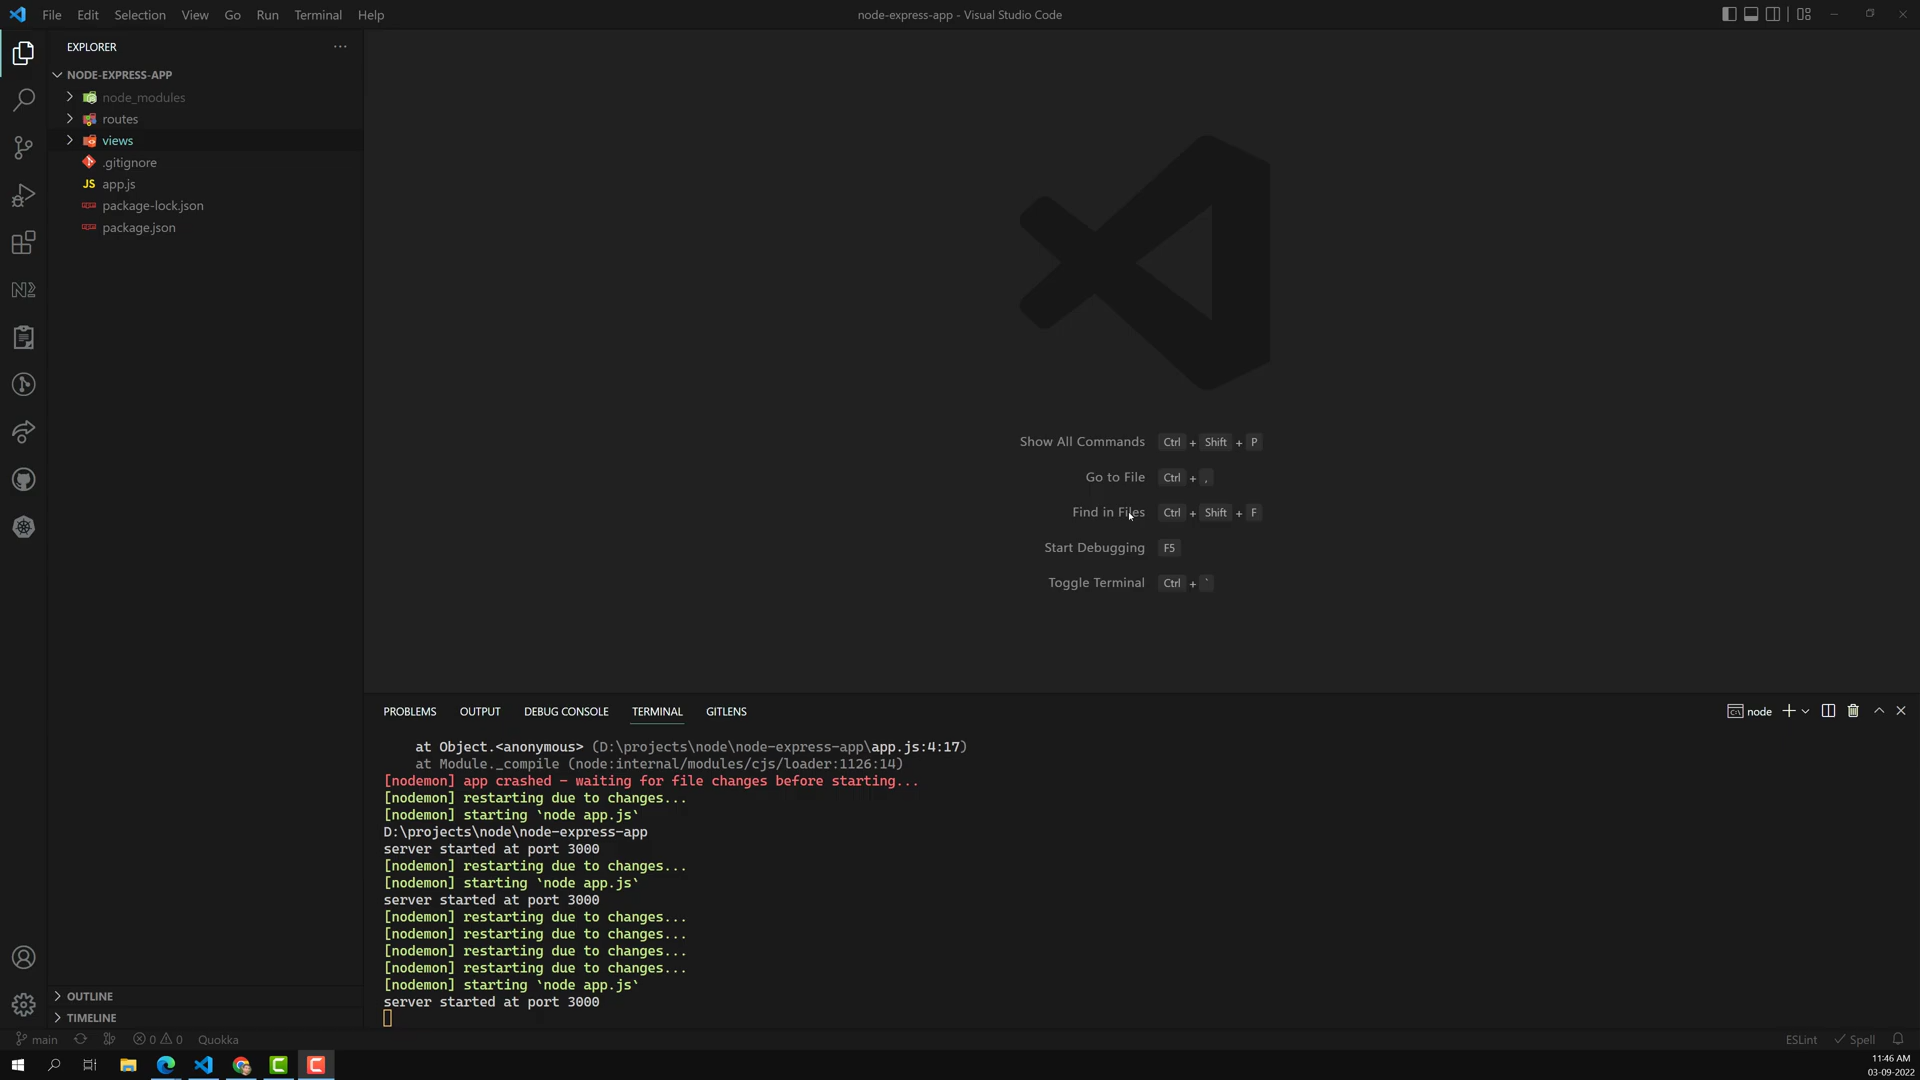 File Edit Selection View Go Run Terminal Help
node-express-app - Visual Studio Code
EXPLORER
NODE-EXPRESS-APP
node_modules
routes
views
.gitignore
JS app.js
package-lock.json
package.json
Show All Commands Ctrl + Shift + P
Go to File Ctrl + ,
Find in Files Ctrl + Shift + F
Start Debugging F5
Toggle Terminal Ctrl + `
PROBLEMS OUTPUT DEBUG CONSOLE TERMINAL GITLENS
node
at Object.<anonymous> (D:\projects\node\node-express-app\app.js:4:17)
at Module._compile (node:internal/modules/cjs/loader:1126:14)
[nodemon] app crashed - waiting for file changes before starting...
[nodemon] restarting due to changes...
[nodemon] starting `node app.js`
D:\projects\node\node-express-app
server started at port 3000
[nodemon] restarting due to changes...
[nodemon] starting `node app.js`
server started at port 3000
[nodemon] restarting due to changes...
[nodemon] restarting due to changes...
[nodemon] restarting due to changes...
[nodemon] restarting due to changes...
[nodemon] starting `node app.js`
server started at port 3000
OUTLINE
TIMELINE
main 0 0 Quokka
ESLint Spell
11:46 AM
03-09-2022